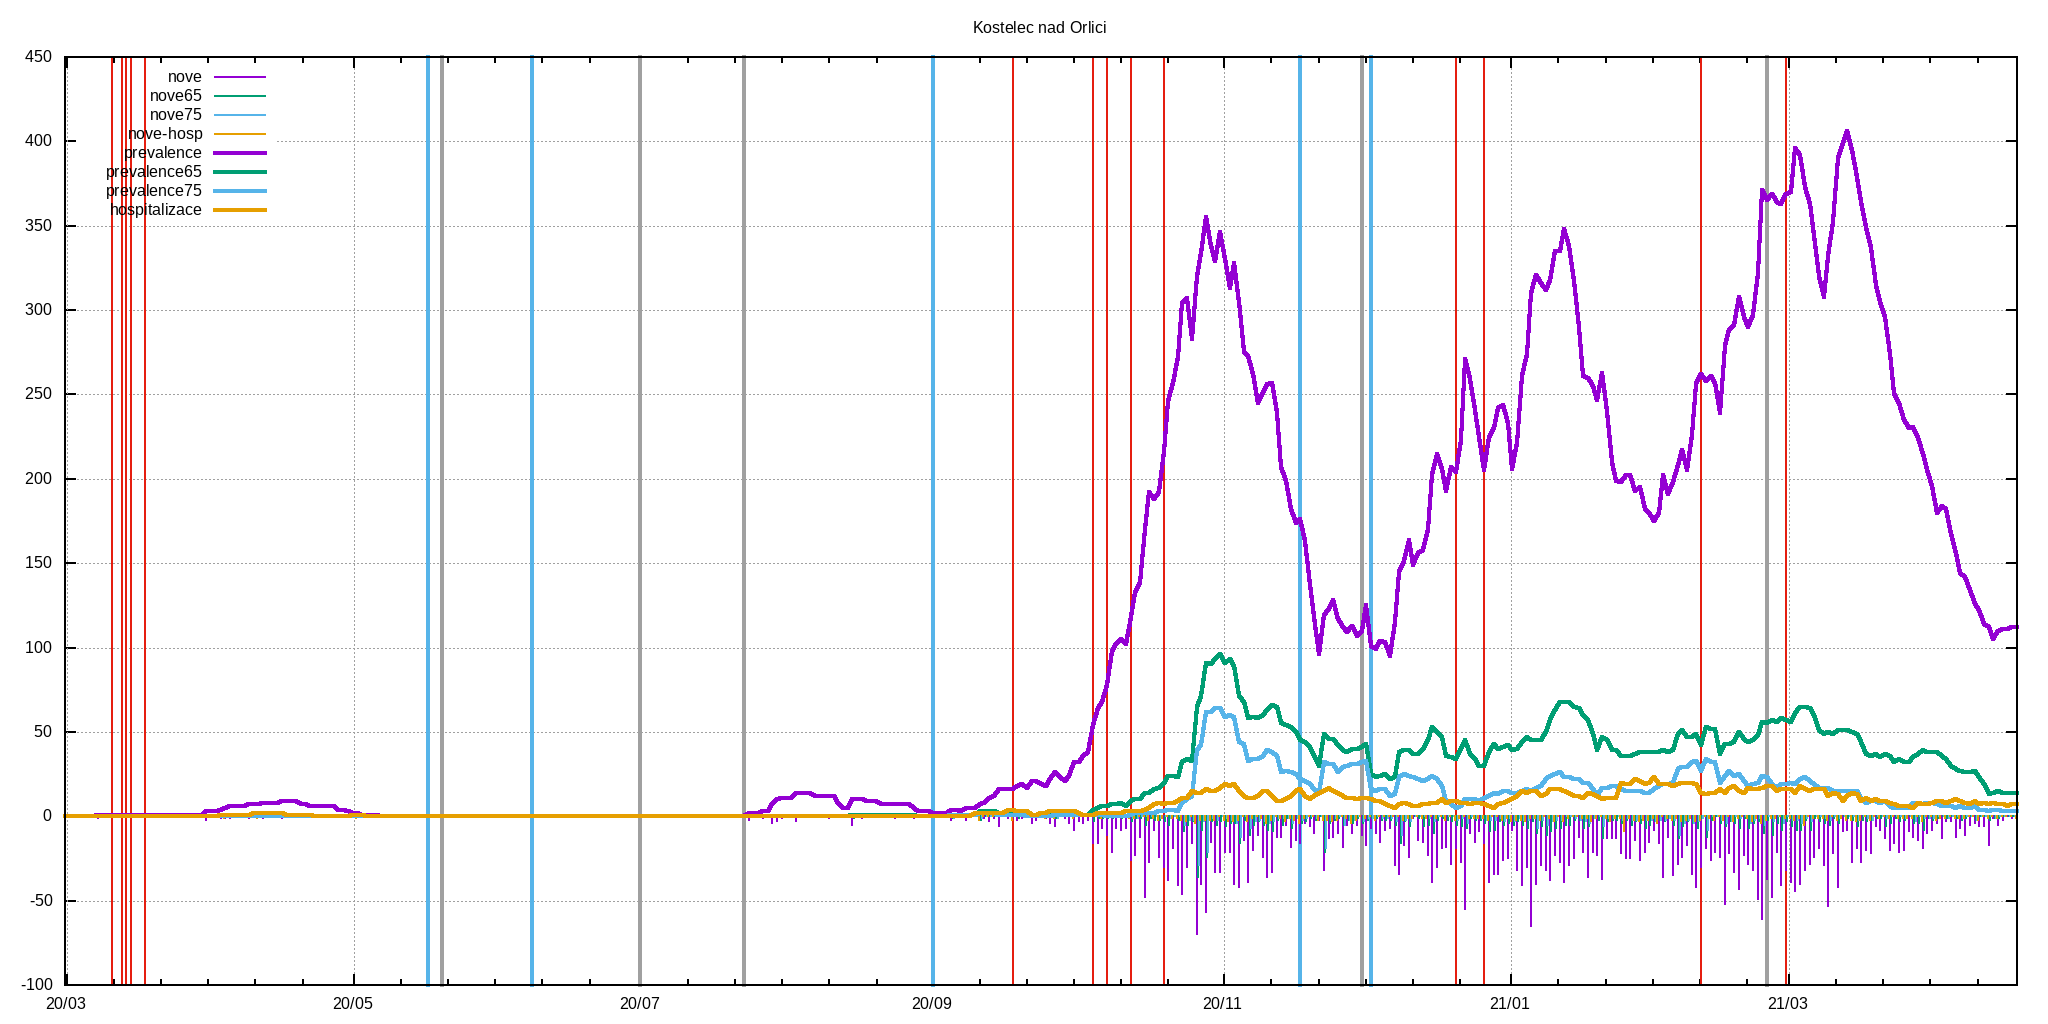 Kostelec nad Orlici
450
400
350
300
250
200
150
100
50
0
-50
-100
nove
nove65
nove75
nove-hosp
prevalence
prevalence65
prevalence75
hospitalizace
20/03 20/05 20/07 20/09 20/11 21/01 21/03